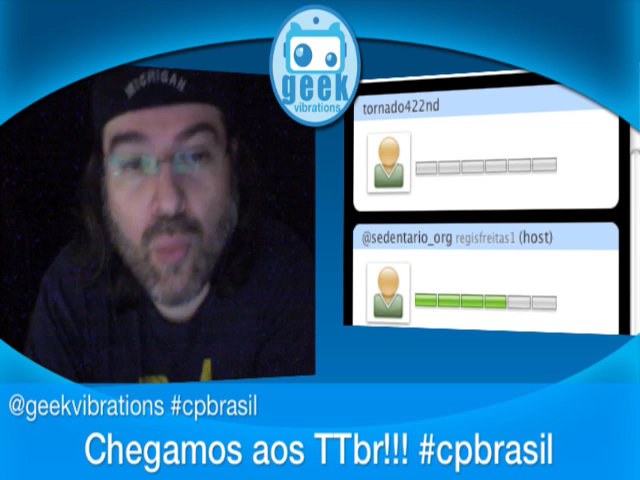 geek
vibrations
MICHIGAN
tornado422nd
@sedentario_org regisfreitas1 (host)
@geekvibrations #cpbrasil
Chegamos aos TTbr!!! #cpbrasil